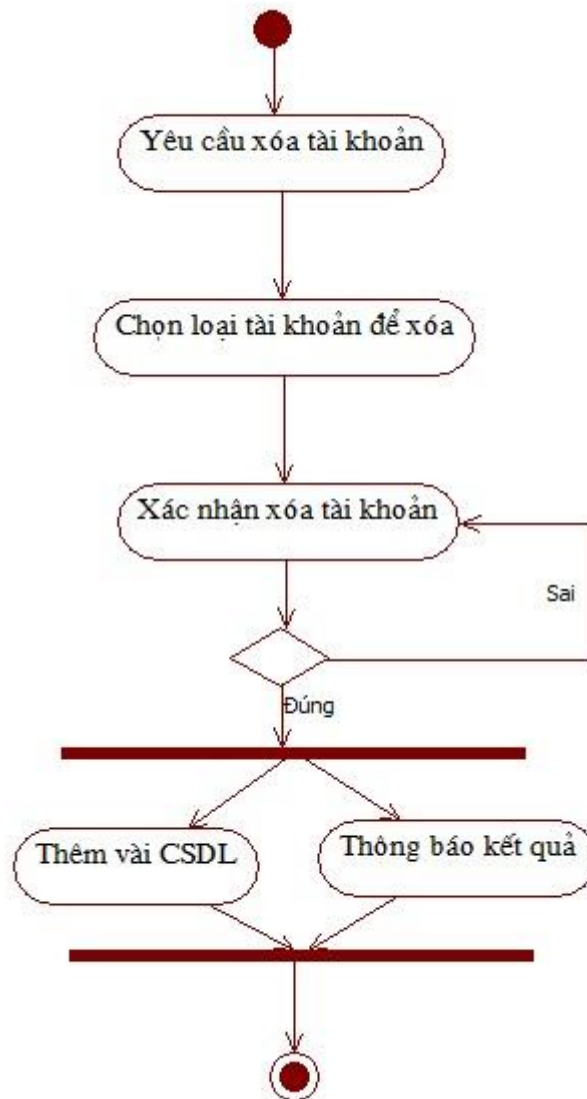 Yêu cầu xóa tài khoản
Chọn loại tài khoản để xóa
Xác nhận xóa tài khoản
Sai
Đúng
Thêm vài CSDL
Thông báo kết quả